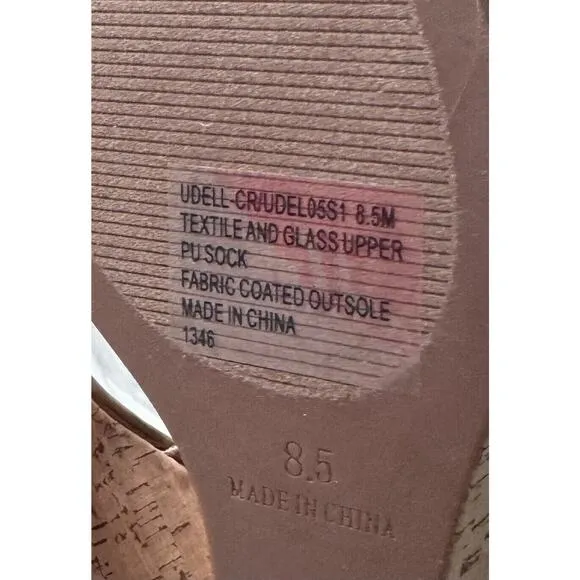 UDELL-CR/UDEL05S1 8.5M
TEXTILE AND GLASS UPPER
PU SOCK
FABRIC COATED OUTSOLE
MADE IN CHINA
1346
8.5
MADE IN CHINA